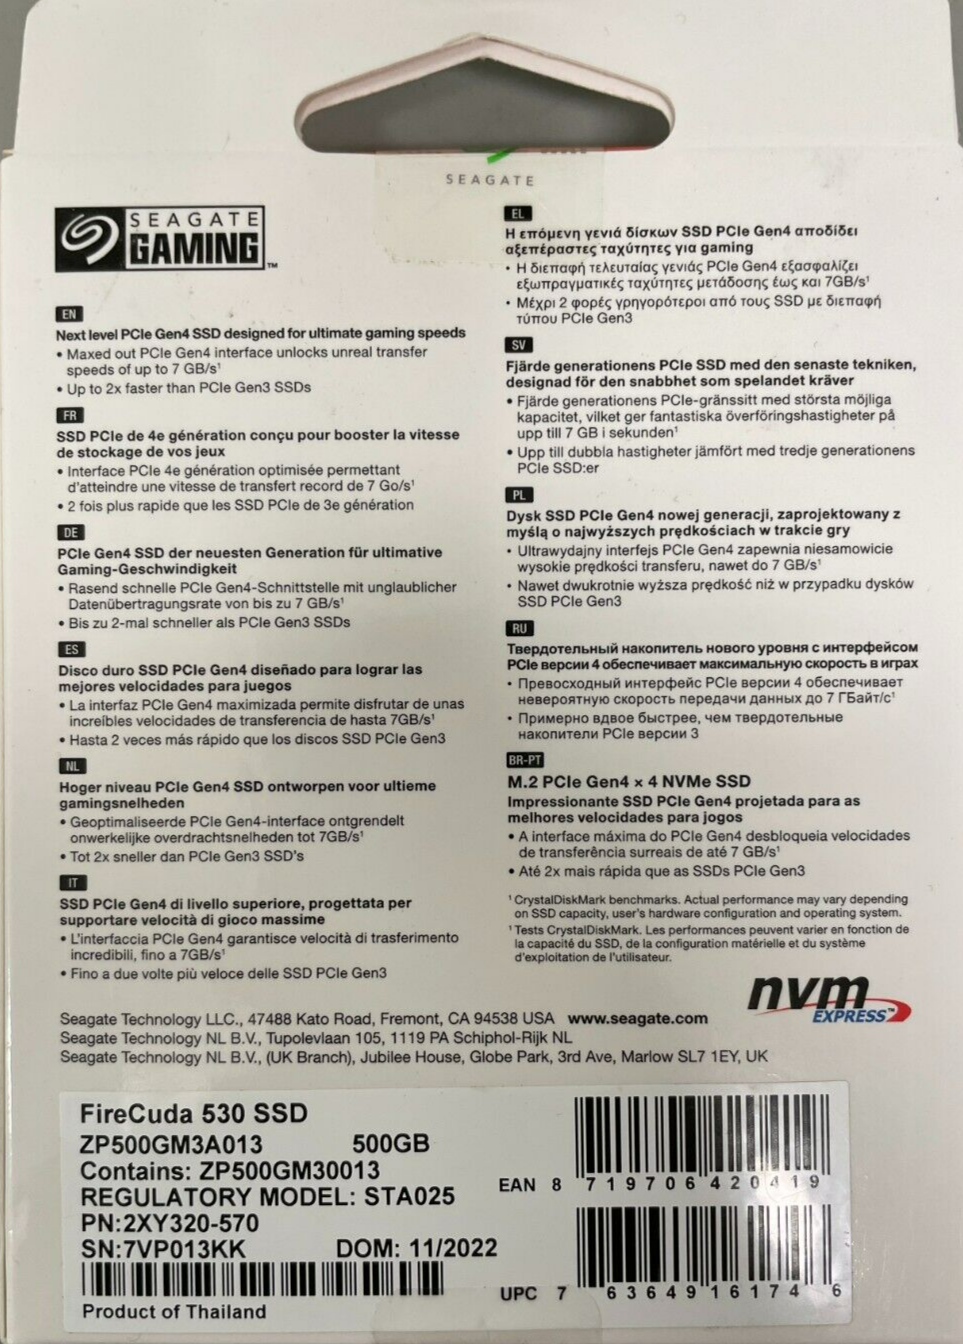 SEAGATE
SEAGATE
GAMING™
EN
Next level PCIe Gen4 SSD designed for ultimate gaming speeds
• Maxed out PCIe Gen4 interface unlocks unreal transfer
speeds of up to 7 GB/s¹
• Up to 2x faster than PCIe Gen3 SSDs
FR
SSD PCIe de 4e génération conçu pour booster la vitesse
de stockage de vos jeux
• Interface PCIe 4e génération optimisée permettant
d'atteindre une vitesse de transfert record de 7 Go/s¹
• 2 fois plus rapide que les SSD PCIe de 3e génération
DE
PCIe Gen4 SSD der neuesten Generation für ultimative
Gaming-Geschwindigkeit
• Rasend schnelle PCIe Gen4-Schnittstelle mit unglaublicher
Datenübertragungsrate von bis zu 7 GB/s¹
• Bis zu 2-mal schneller als PCIe Gen3 SSDs
ES
Disco duro SSD PCIe Gen4 diseñado para lograr las
mejores velocidades para juegos
• La interfaz PCIe Gen4 maximizada permite disfrutar de unas
increíbles velocidades de transferencia de hasta 7GB/s¹
• Hasta 2 veces más rápido que los discos SSD PCIe Gen3
NL
Hoger niveau PCIe Gen4 SSD ontworpen voor ultieme
gamingsnelheden
• Geoptimaliseerde PCIe Gen4-interface ontgrendelt
onwerkelijke overdrachtsnelheden tot 7GB/s¹
• Tot 2x sneller dan PCIe Gen3 SSD's
IT
SSD PCIe Gen4 di livello superiore, progettata per
supportare velocità di gioco massime
• L'interfaccia PCIe Gen4 garantisce velocità di trasferimento
incredibili, fino a 7GB/s¹
• Fino a due volte più veloce delle SSD PCIe Gen3
EL
Η επόμενη γενιά δίσκων SSD PCIe Gen4 αποδίδει
αξεπέραστες ταχύτητες για gaming
• Η διεπαφή τελευταίας γενιάς PCIe Gen4 εξασφαλίζει
εξωπραγματικές ταχύτητες μετάδοσης έως και 7GB/s¹
• Μέχρι 2 φορές γρηγορότεροι από τους SSD με διεπαφή
τύπου PCIe Gen3
SV
Fjärde generationens PCIe SSD med den senaste tekniken,
designad för den snabbhet som spelandet kräver
• Fjärde generationens PCIe-gränssitt med största möjliga
kapacitet, vilket ger fantastiska överföringshastigheter på
upp till 7 GB i sekunden¹
• Upp till dubbla hastigheter jämfört med tredje generationens
PCIe SSD:er
PL
Dysk SSD PCIe Gen4 nowej generacji, zaprojektowany z
myślą o najwyższych prędkościach w trakcie gry
• Ultrawydajny interfejs PCIe Gen4 zapewnia niesamowicie
wysokie prędkości transferu, nawet do 7 GB/s¹
• Nawet dwukrotnie wyższa prędkość niż w przypadku dysków
SSD PCIe Gen3
RU
Твердотельный накопитель нового уровня с интерфейсом
PCIe версии 4 обеспечивает максимальную скорость в играх
• Превосходный интерфейс PCIe версии 4 обеспечивает
невероятную скорость передачи данных до 7 ГБайт/с¹
• Примерно вдвое быстрее, чем твердотельные
накопители PCIe версии 3
BR-PT
M.2 PCIe Gen4 × 4 NVMe SSD
Impressionante SSD PCIe Gen4 projetada para as
melhores velocidades para jogos
• A interface máxima do PCIe Gen4 desbloqueia velocidades
de transferência surreais de até 7 GB/s¹
• Até 2x mais rápida que as SSDs PCIe Gen3
¹ CrystalDiskMark benchmarks. Actual performance may vary depending
on SSD capacity, user's hardware configuration and operating system.
¹ Tests CrystalDiskMark. Les performances peuvent varier en fonction de
la capacité du SSD, de la configuration matérielle et du système
d'exploitation de l'utilisateur.
nvm
EXPRESS™
Seagate Technology LLC., 47488 Kato Road, Fremont, CA 94538 USA www.seagate.com
Seagate Technology NL B.V., Tupolevlaan 105, 1119 PA Schiphol-Rijk NL
Seagate Technology NL B.V., (UK Branch), Jubilee House, Globe Park, 3rd Ave, Marlow SL7 1EY, UK
FireCuda 530 SSD
ZP500GM3A013 500GB
Contains: ZP500GM30013
REGULATORY MODEL: STA025
PN:2XY320-570
SN:7VP013KK DOM: 11/2022
Product of Thailand
EAN 8 719706 420419
UPC 7 63649 16174 6